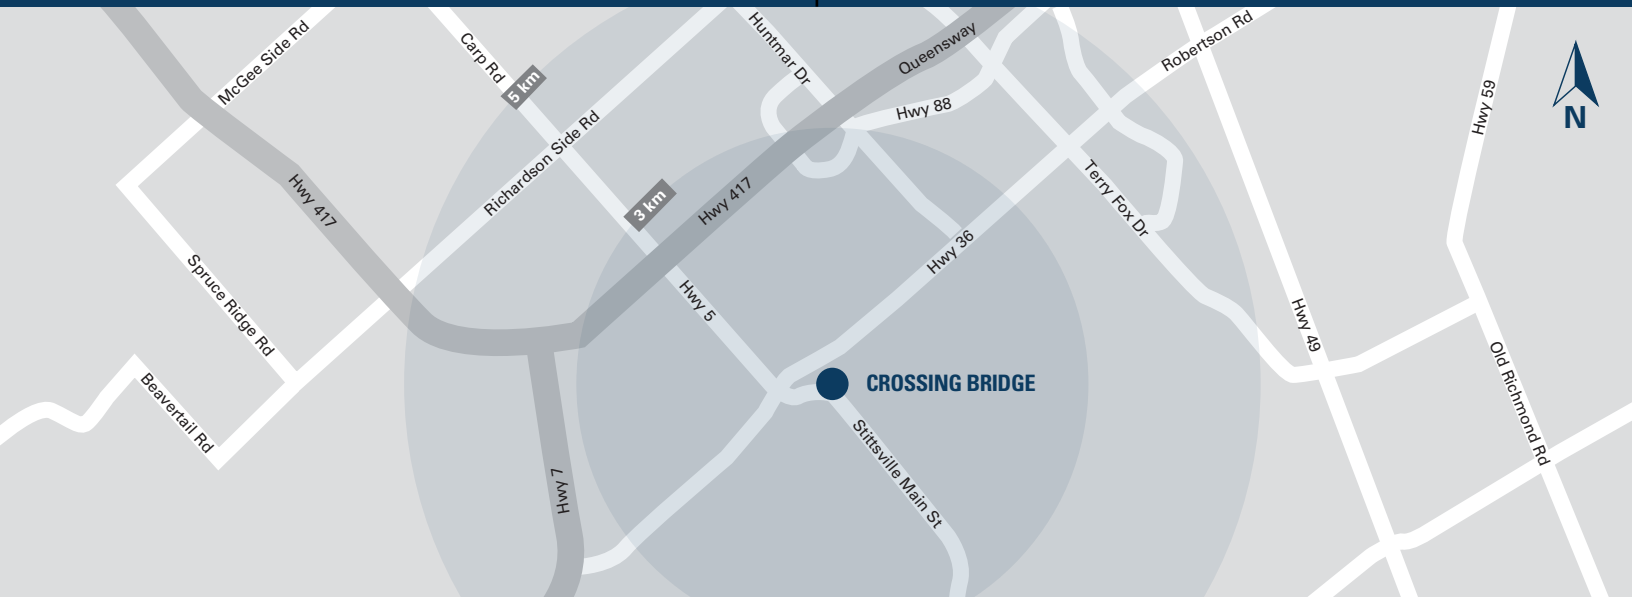 McGee Side Rd
Carp Rd
5 km
Huntmar Dr
Queensway
Robertson Rd
Hwy 59
N
Hwy 88
Richardson Side Rd
Hwy 417
3 km
Hwy 417
Terry Fox Dr
Hwy 36
Spruce Ridge Rd
Hwy 5
Hwy 49
Old Richmond Rd
Beavertail Rd
CROSSING BRIDGE
Stittsville Main St
Hwy 7